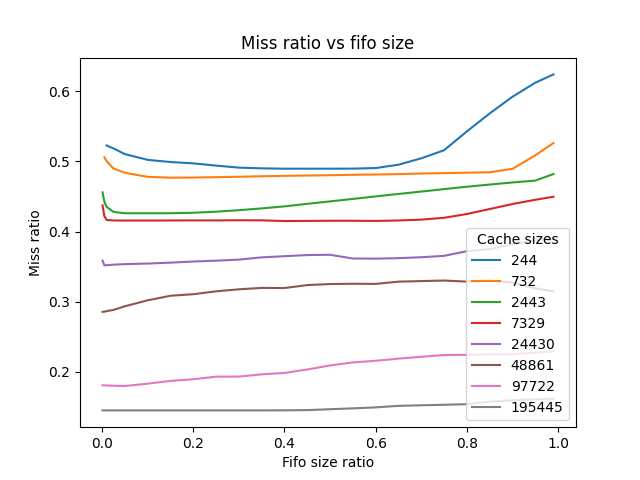 Miss ratio vs fifo size
Miss ratio
0.6
0.5
0.4
0.3
0.2
Cache sizes
244
732
2443
7329
24430
48861
97722
195445
0.0 0.2 0.4 0.6 0.8 1.0
Fifo size ratio